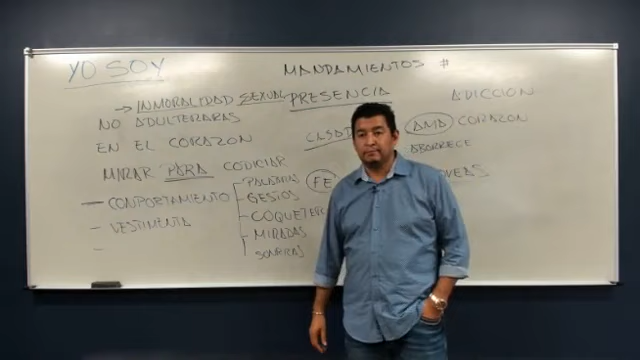 YO SOY
MANDAMIENTOS #
→ INMORALIDAD SEXUAL PRESENCIA
ADICCION
NO ADULTERARAS
AMA CORAZON
EN EL CORAZON
ABORRECE
MIRAR PARA CODICIAR
FE
- COMPORTAMIENTO
PALABRAS
GESTOS
COQUETE
- VESTIMENTA
MIRADAS
SONRISAS
-